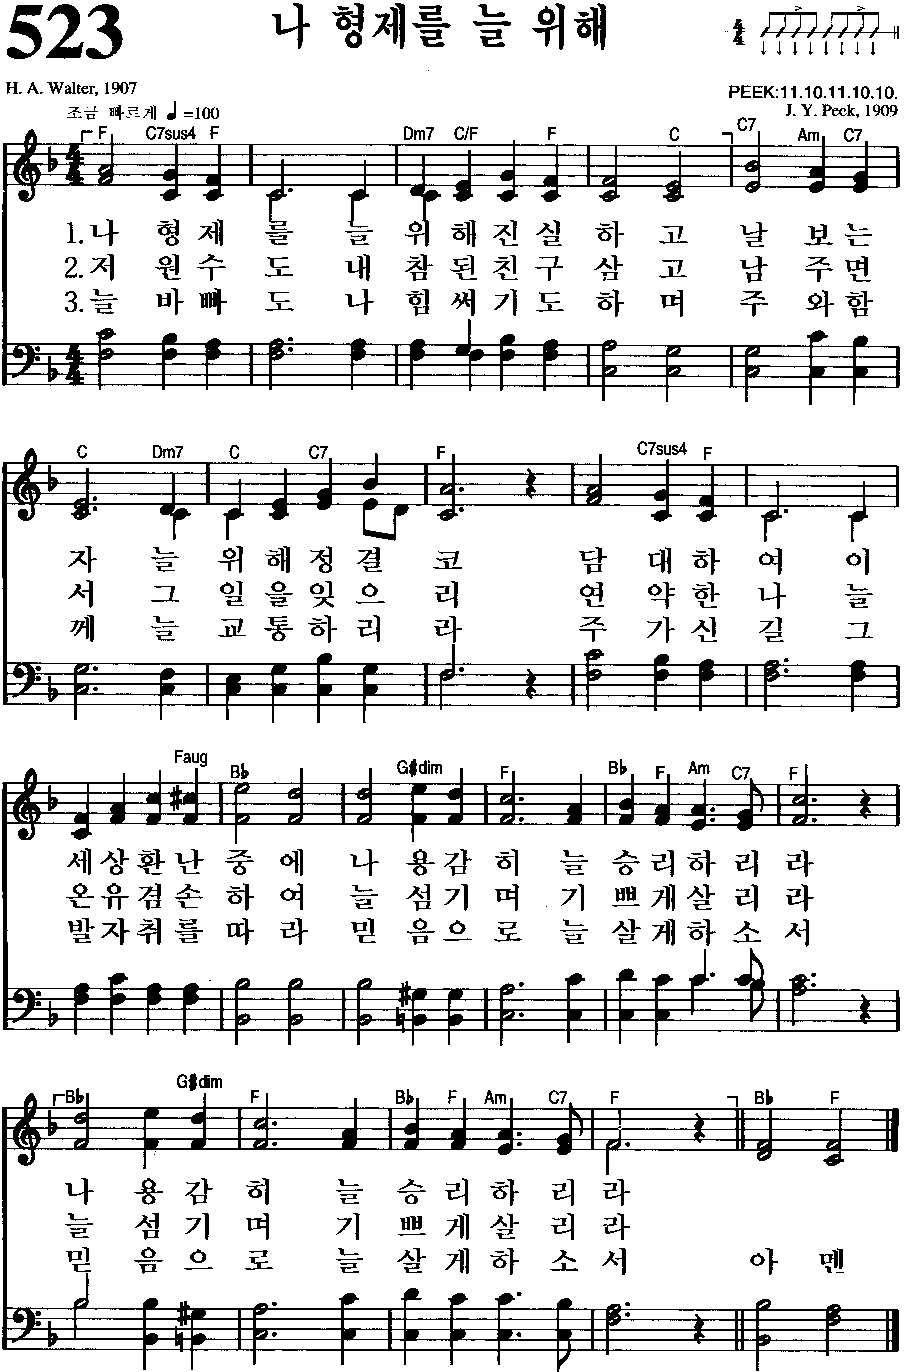 523
나 형제를 늘 위해
4/4
H. A. Walter, 1907
PEEK:11.10.11.10.10.
조금 빠르게 ♩=100
J. Y. Peck, 1909
F C7sus4 F Dm7 C/F F C C7 Am C7
1.나 형 제 를 늘 위 해 진 실 하 고 날 보 는
2.저 원 수 도 내 참 된 친 구 삼 고 남 주 면
3.늘 바 빠 도 나 힘 써 기 도 하 며 주 와 함
C Dm7 C C7 F C7sus4 F
자 늘 위 해 정 결 코 담 대 하 여 이
서 그 일 을 잊 으 리 연 약 한 나 늘
께 늘 교 통 하 리 라 주 가 신 길 그
Faug B♭ G#dim F B♭ F Am C7 F
세 상 환 난 중 에 나 용 감 히 늘 승 리 하 리 라
온 유 겸 손 하 여 늘 섬 기 며 기 쁘 게 살 리 라
발 자 취 를 따 라 믿 음 으 로 늘 살 게 하 소 서
B♭ G#dim F B♭ F Am C7 F B♭ F
나 용 감 히 늘 승 리 하 리 라
늘 섬 기 며 기 쁘 게 살 리 라
믿 음 으 로 늘 살 게 하 소 서 아 멘